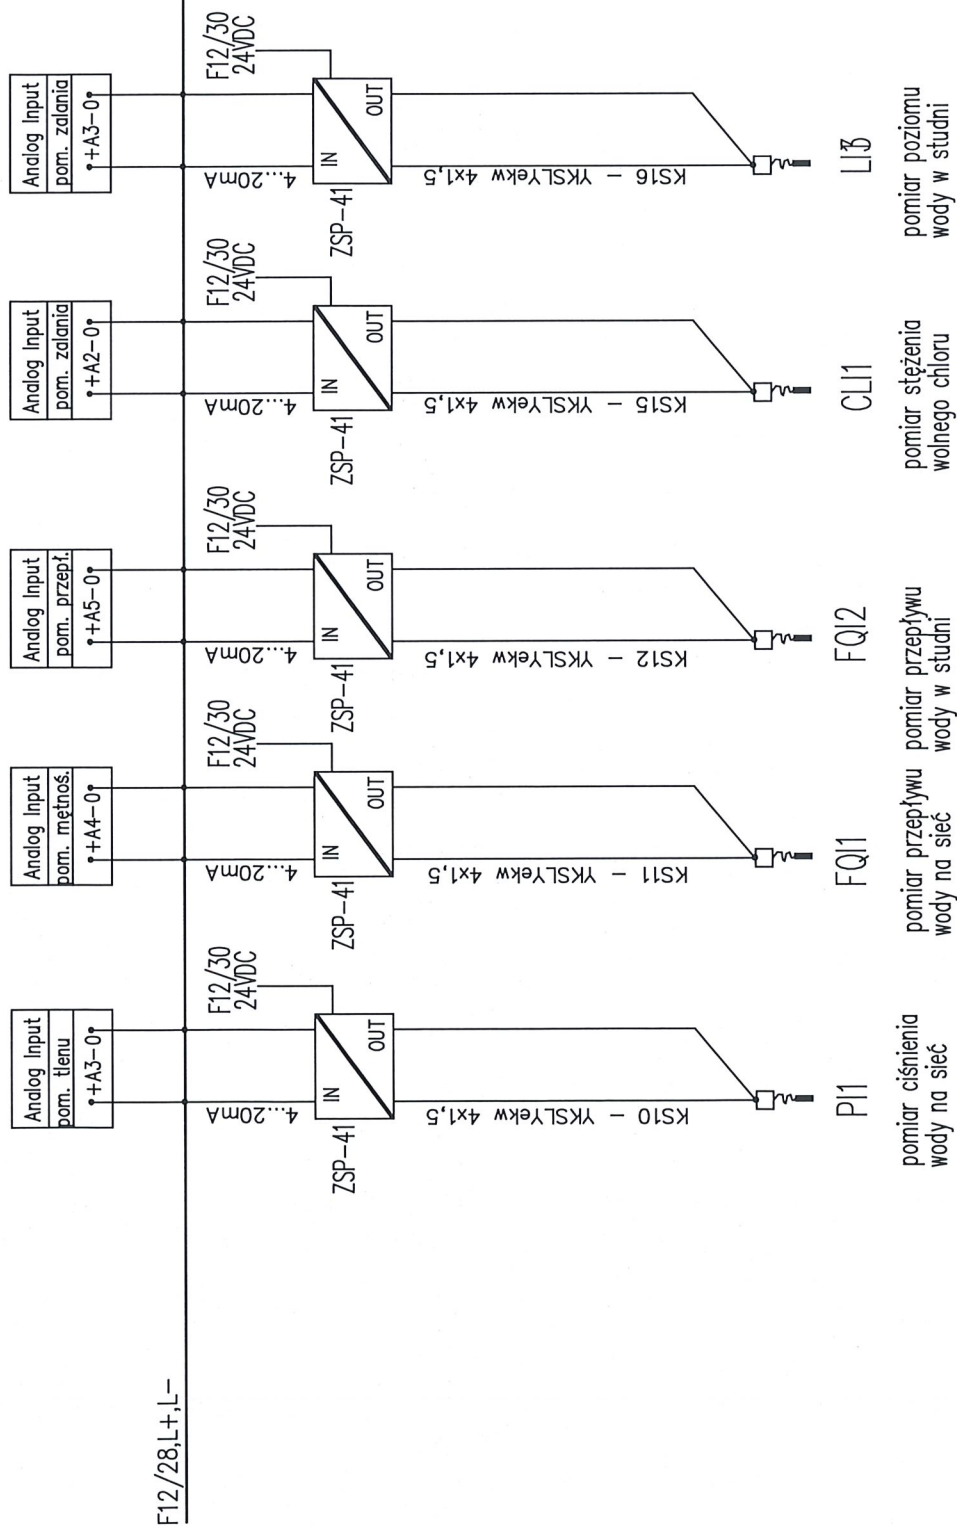 F12/28,L+,L-
Analog Input
pom. tlenu
+A3-0
4...20mA
F12/30
24VDC
IN
OUT
ZSP-41
KS10 - YKSLYekw 4x1,5
PI1
pomiar ciśnienia
wody na sieć
Analog Input
pom. mętnoś.
+A4-0
4...20mA
F12/30
24VDC
IN
OUT
ZSP-41
KS11 - YKSLYekw 4x1,5
FQI1
pomiar przepływu
wody na sieć
Analog Input
pom. przepł.
+A5-0
4...20mA
F12/30
24VDC
IN
OUT
ZSP-41
KS12 - YKSLYekw 4x1,5
FQI2
pomiar przepływu
wody w studni
Analog Input
pom. zalania
+A2-0
4...20mA
F12/30
24VDC
IN
OUT
ZSP-41
KS15 - YKSLYekw 4x1,5
CLI1
pomiar stężenia
wolnego chloru
Analog Input
pom. zalania
+A3-0
4...20mA
F12/30
24VDC
IN
OUT
ZSP-41
KS16 - YKSLYekw 4x1,5
pomiar poziomu
wody w studni